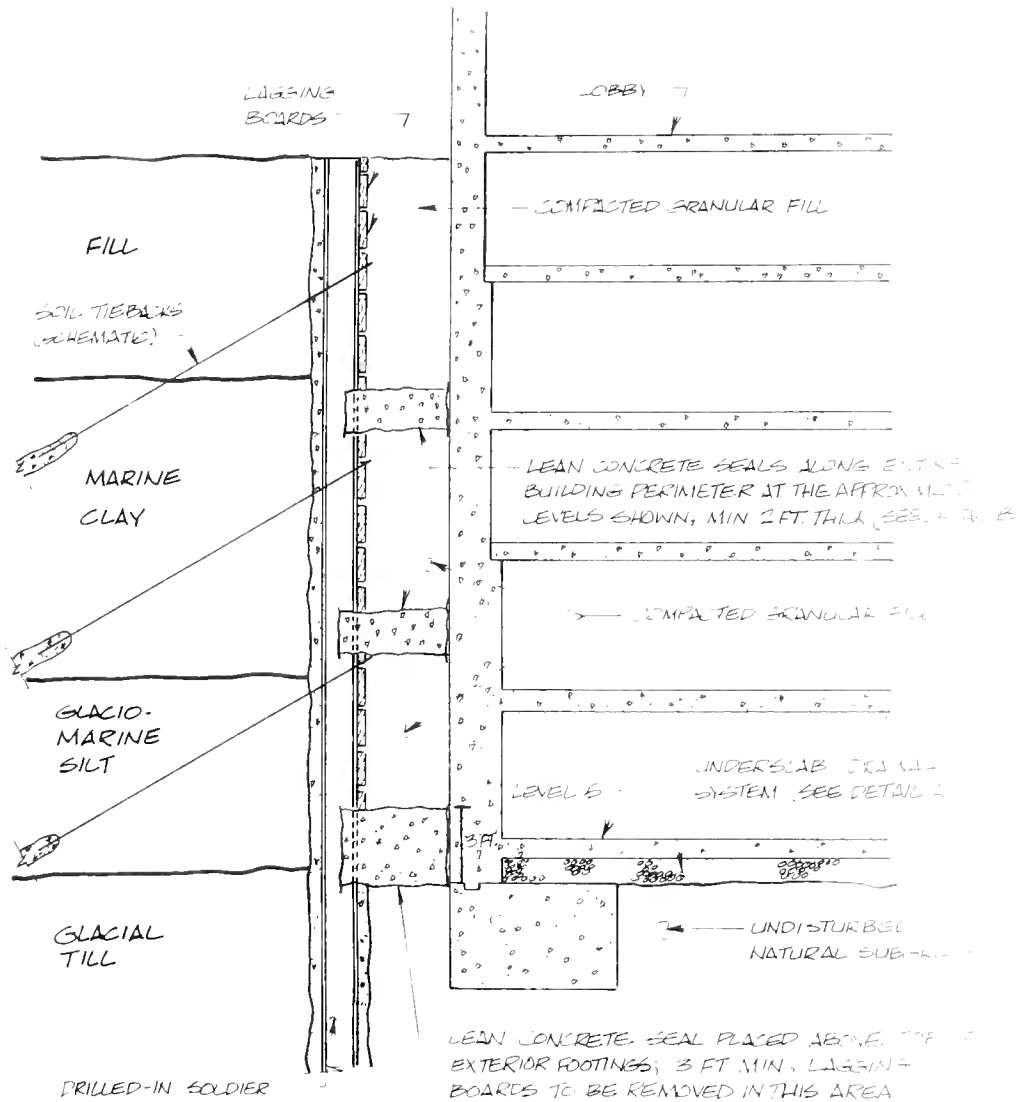 LAGGING
BOARDS
LOBBY
COMPACTED GRANULAR FILL
FILL
SOIL TIEBACKS
(SCHEMATIC)
MARINE
CLAY
LEAN CONCRETE SEALS ALONG
BUILDING PERIMETER AT THE
LEVELS SHOWN, MIN 2 FT. THICK
COMPACTED GRANULAR
GLACIO-
MARINE
SILT
UNDERSLAB
LEVEL 5
SYSTEM SEE DETAIL
3 FT.
GLACIAL
TILL
UNDISTURBED
NATURAL
LEAN CONCRETE SEAL PLACED ABOVE
EXTERIOR FOOTINGS; 3 FT MIN. LAGGING
BOARDS TO BE REMOVED IN THIS AREA
DRILLED-IN SOLDIER